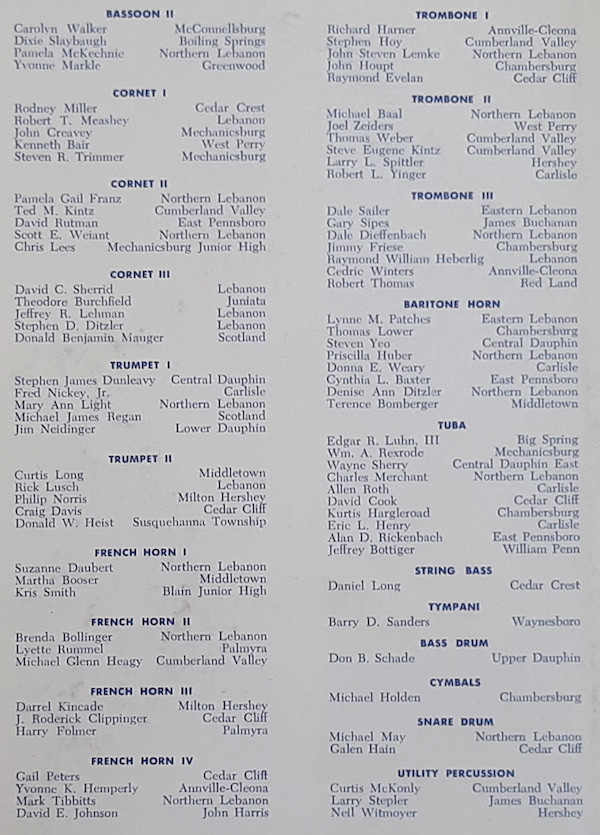 BASSOON II
Carolyn Walker McConnellsburg
Dixie Slaybaugh Boiling Springs
Pamela McKechnie Northern Lebanon
Yvonne Markle Greenwood
CORNET I
Rodney Miller Cedar Crest
Robert T. Meashey Lebanon
John Creavey Mechanicsburg
Kenneth Bair West Perry
Steven R. Trimmer Mechanicsburg
CORNET II
Pamela Gail Franz Northern Lebanon
Ted M. Kintz Cumberland Valley
David Rutman East Pennsboro
Scott E. Weiant Northern Lebanon
Chris Lees Mechanicsburg Junior High
CORNET III
David C. Sherrid Lebanon
Theodore Burchfield Juniata
Jeffrey R. Lehman Lebanon
Stephen D. Ditzler Lebanon
Donald Benjamin Mauger Scotland
TRUMPET I
Stephen James Dunleavy Central Dauphin
Fred Nickey, Jr. Carlisle
Mary Ann Light Northern Lebanon
Michael James Regan Scotland
Jim Neidinger Lower Dauphin
TRUMPET II
Curtis Long Middletown
Rick Lusch Lebanon
Philip Norris Milton Hershey
Craig Davis Cedar Cliff
Donald W. Heist Susquehanna Township
FRENCH HORN I
Suzanne Daubert Northern Lebanon
Martha Booser Middletown
Kris Smith Blain Junior High
FRENCH HORN II
Brenda Bollinger Northern Lebanon
Lyette Rummel Palmyra
Michael Glenn Heagy Cumberland Valley
FRENCH HORN III
Darrel Kincade Milton Hershey
J. Roderick Clippinger Cedar Cliff
Harry Folmer Palmyra
FRENCH HORN IV
Gail Peters Cedar Cliff
Yvonne K. Hemperly Annville-Cleona
Mark Tibbitts Northern Lebanon
David E. Johnson John Harris
TROMBONE I
Richard Harner Annville-Cleona
Stephen Hoy Cumberland Valley
John Steven Lemke Northern Lebanon
John Houpt Chambersburg
Raymond Evelan Cedar Cliff
TROMBONE II
Michael Baal Northern Lebanon
Joel Zeiders West Perry
Thomas Weber Cumberland Valley
Steve Eugene Kintz Cumberland Valley
Larry L. Spittler Hershey
Robert L. Yinger Carlisle
TROMBONE III
Dale Sailer Eastern Lebanon
Gary Sipes James Buchanan
Dale Dieffenbach Northern Lebanon
Jimmy Friese Chambersburg
Raymond William Heberlig Lebanon
Cedric Winters Annville-Cleona
Robert Thomas Red Land
BARITONE HORN
Lynne M. Patches Eastern Lebanon
Thomas Lower Chambersburg
Steven Yeo Central Dauphin
Priscilla Huber Northern Lebanon
Donna E. Weary Carlisle
Cynthia L. Baxter East Pennsboro
Denise Ann Ditzler Northern Lebanon
Terence Bomberger Middletown
TUBA
Edgar R. Luhn, III Big Spring
Wm. A. Rexrode Mechanicsburg
Wayne Sherry Central Dauphin East
Charles Merchant Northern Lebanon
Allen Roth Carlisle
David Cook Cedar Cliff
Kurtis Hargleroad Chambersburg
Eric L. Henry Carlisle
Alan D. Rickenbach East Pennsboro
Jeffrey Bottiger William Penn
STRING BASS
Daniel Long Cedar Crest
TYMPANI
Barry D. Sanders Waynesboro
BASS DRUM
Don B. Schade Upper Dauphin
CYMBALS
Michael Holden Chambersburg
SNARE DRUM
Michael May Northern Lebanon
Galen Hain Cedar Cliff
UTILITY PERCUSSION
Curtis McKonly Cumberland Valley
Larry Stepler James Buchanan
Neil Witmoyer Hershey